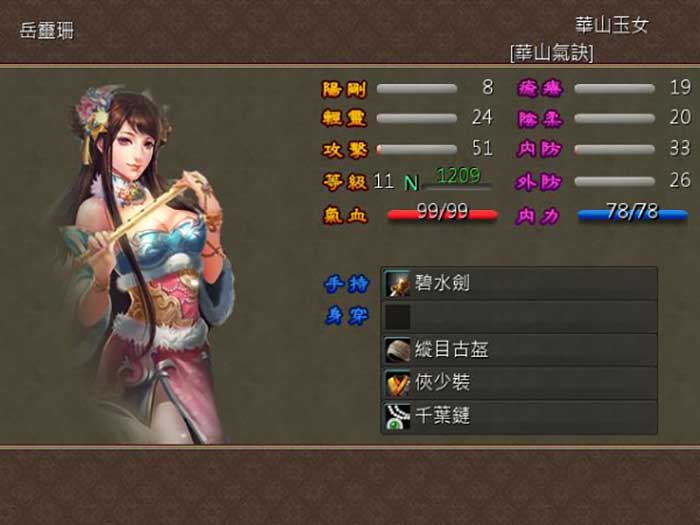 岳靈珊
華山玉女
[華山氣訣]
陽剛 8 療癢 19
輕靈 24 陰柔 20
攻擊 51 內防 33
等級 11 N 1209 外防 26
氣血 99/99 內力 78/78
手持 碧水劍
身穿
縱目古盔
俠少裝
千葉鏈